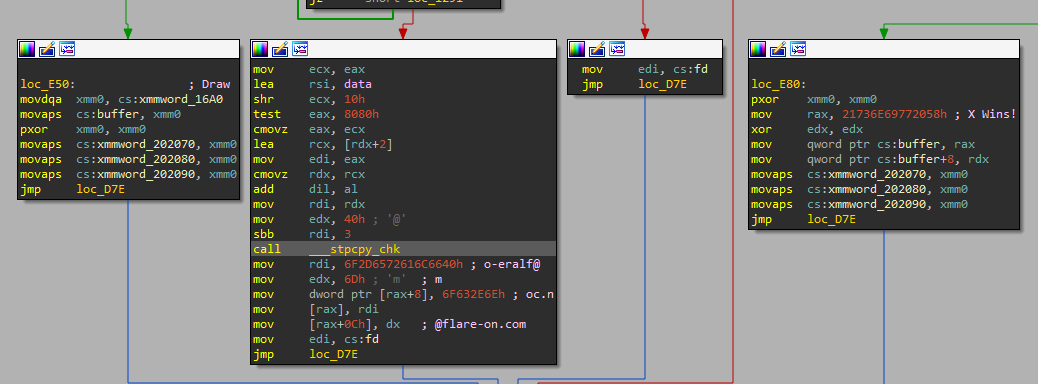 jz short loc_1291
loc_E50: ; Draw
movdqa xmm0, cs:xmmword_16A0
movaps cs:buffer, xmm0
pxor xmm0, xmm0
movaps cs:xmmword_202070, xmm0
movaps cs:xmmword_202080, xmm0
movaps cs:xmmword_202090, xmm0
jmp loc_D7E
mov ecx, eax
lea rsi, data
shr ecx, 10h
test eax, 8080h
cmovz eax, ecx
lea rcx, [rdx+2]
mov edi, eax
cmovz rdx, rcx
add dil, al
mov rdi, rdx
mov edx, 40h ; '@'
sbb rdi, 3
call ___stpcpy_chk
mov rdi, 6F2D6572616C6640h ; o-eralf@
mov edx, 6Dh ; 'm' ; m
mov dword ptr [rax+8], 6F632E6Eh ; oc.n
mov [rax], rdi
mov [rax+0Ch], dx ; @flare-on.com
mov edi, cs:fd
jmp loc_D7E
mov edi, cs:fd
jmp loc_D7E
loc_E80:
pxor xmm0, xmm0
mov rax, 21736E69772058h ; X Wins!
xor edx, edx
mov qword ptr cs:buffer, rax
mov qword ptr cs:buffer+8, rdx
movaps cs:xmmword_202070, xmm0
movaps cs:xmmword_202080, xmm0
movaps cs:xmmword_202090, xmm0
jmp loc_D7E